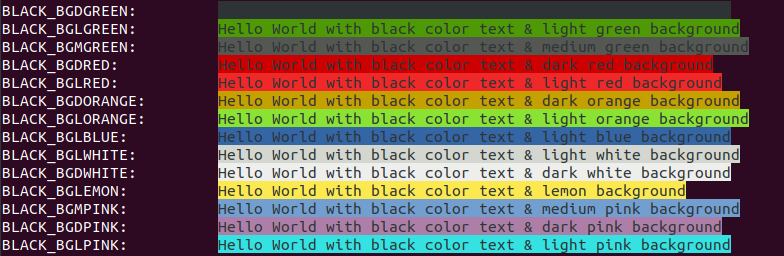 BLACK_BGDGREEN:
BLACK_BGLGREEN: Hello World with black color text & light green background
BLACK_BGMGREEN: Hello World with black color text & medium green background
BLACK_BGDRED: Hello World with black color text & dark red background
BLACK_BGLRED: Hello World with black color text & light red background
BLACK_BGDORANGE: Hello World with black color text & dark orange background
BLACK_BGLORANGE: Hello World with black color text & light orange background
BLACK_BGLBLUE: Hello World with black color text & light blue background
BLACK_BGLWHITE: Hello World with black color text & light white background
BLACK_BGDWHITE: Hello World with black color text & dark white background
BLACK_BGLEMON: Hello World with black color text & lemon background
BLACK_BGMPINK: Hello World with black color text & medium pink background
BLACK_BGDPINK: Hello World with black color text & dark pink background
BLACK_BGLPINK: Hello World with black color text & light pink background